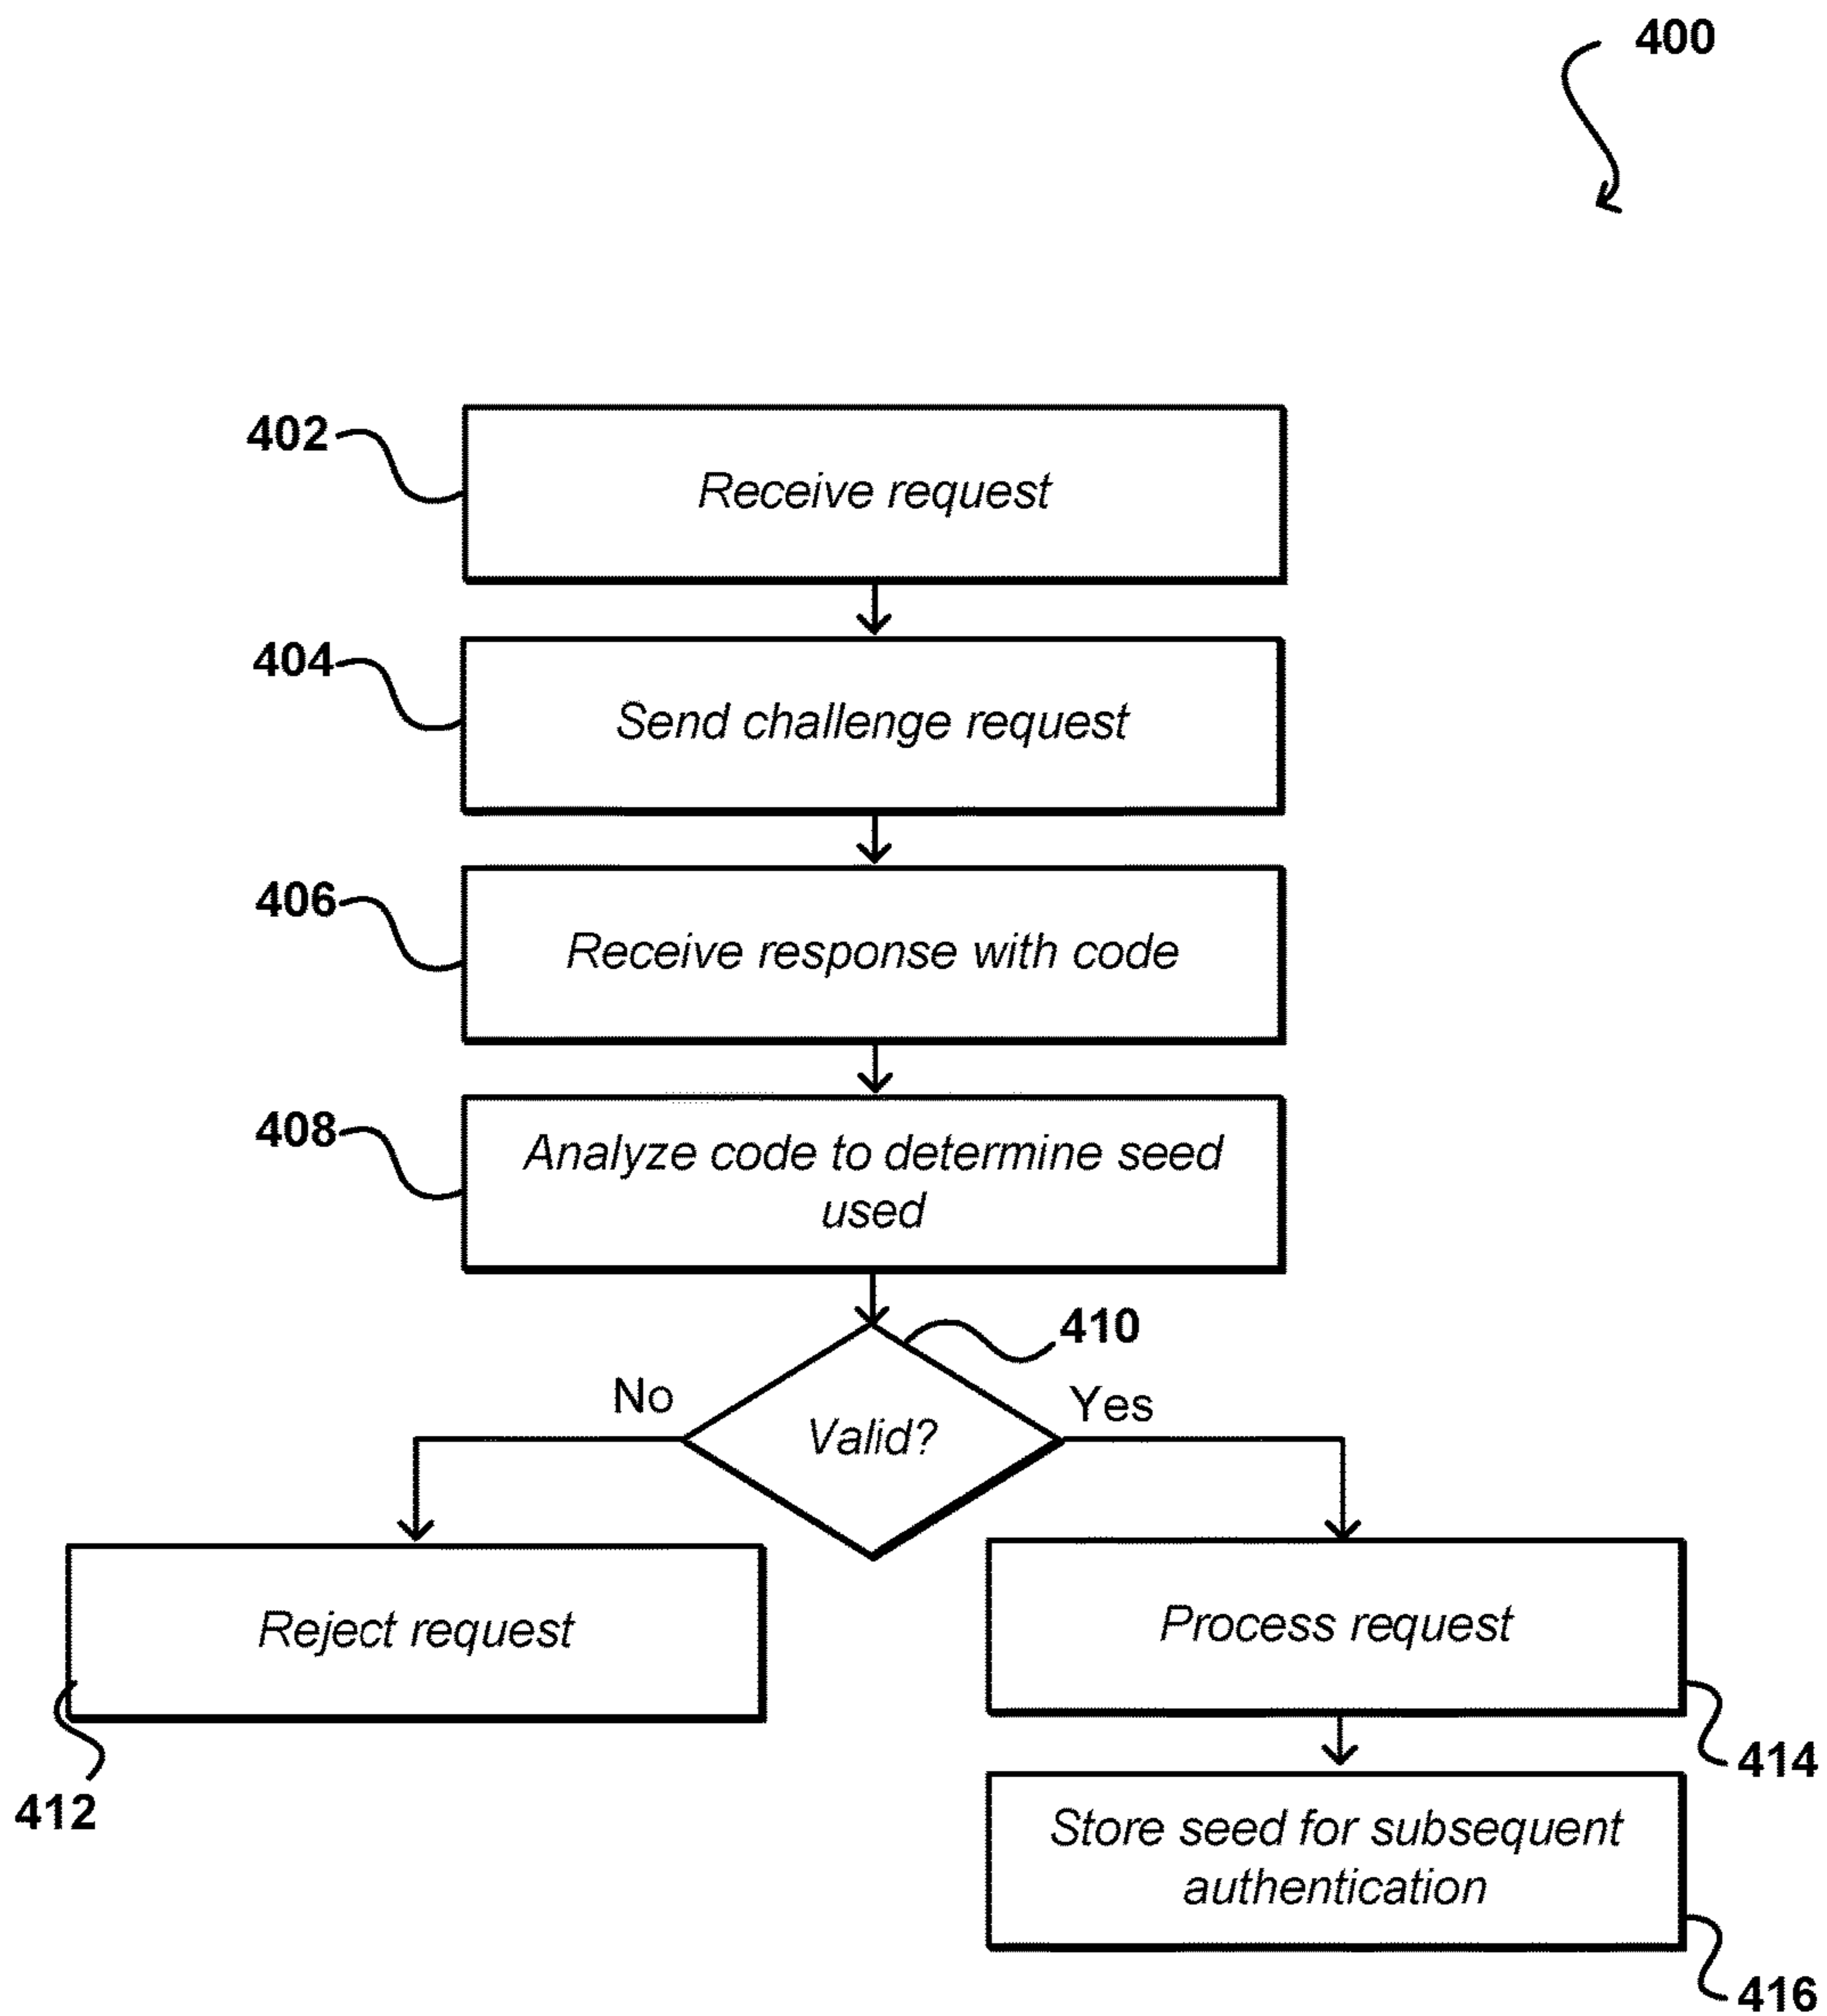 400
402
Receive request
404
Send challenge request
406
Receive response with code
408
Analyze code to determine seed
used
410
No
Yes
Valid?
Reject request
Process request
412
414
Store seed for subsequent
authentication
416